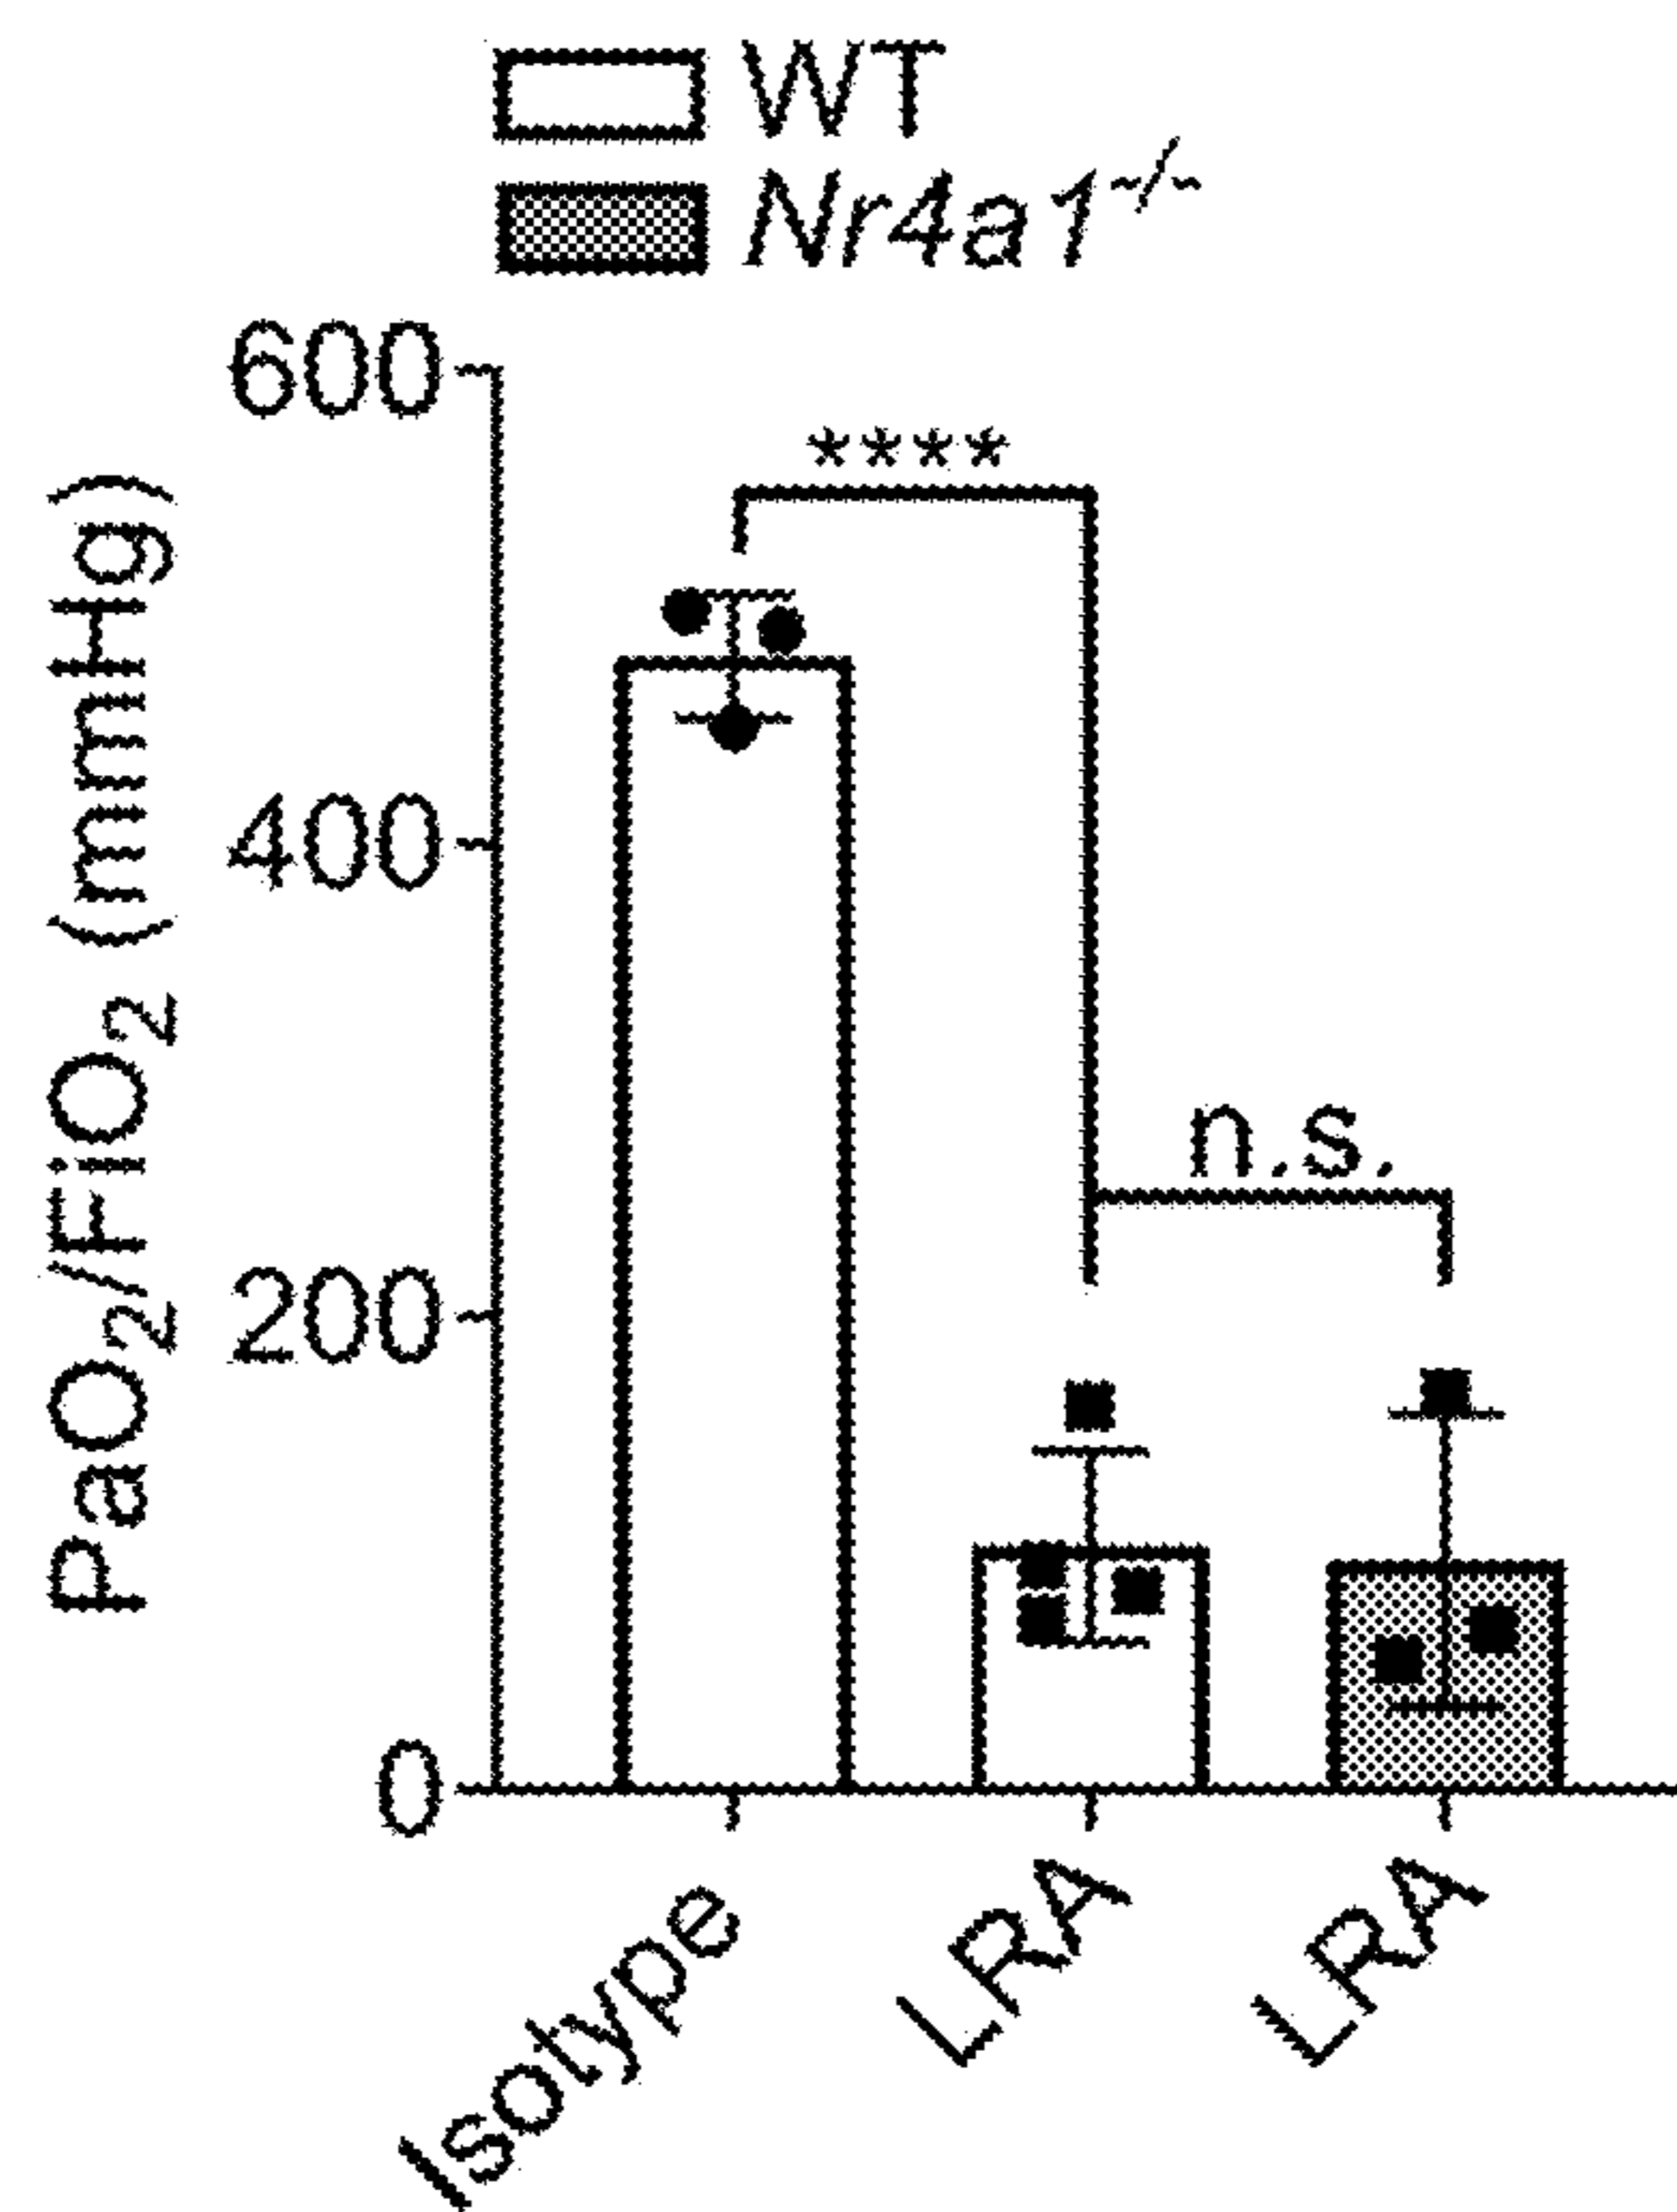 WT
Nr4a1⁻/⁻
PaO₂/FiO₂ (mmHg)
600
400
200
0
****
n.s.
Isotype
LRA
LRA